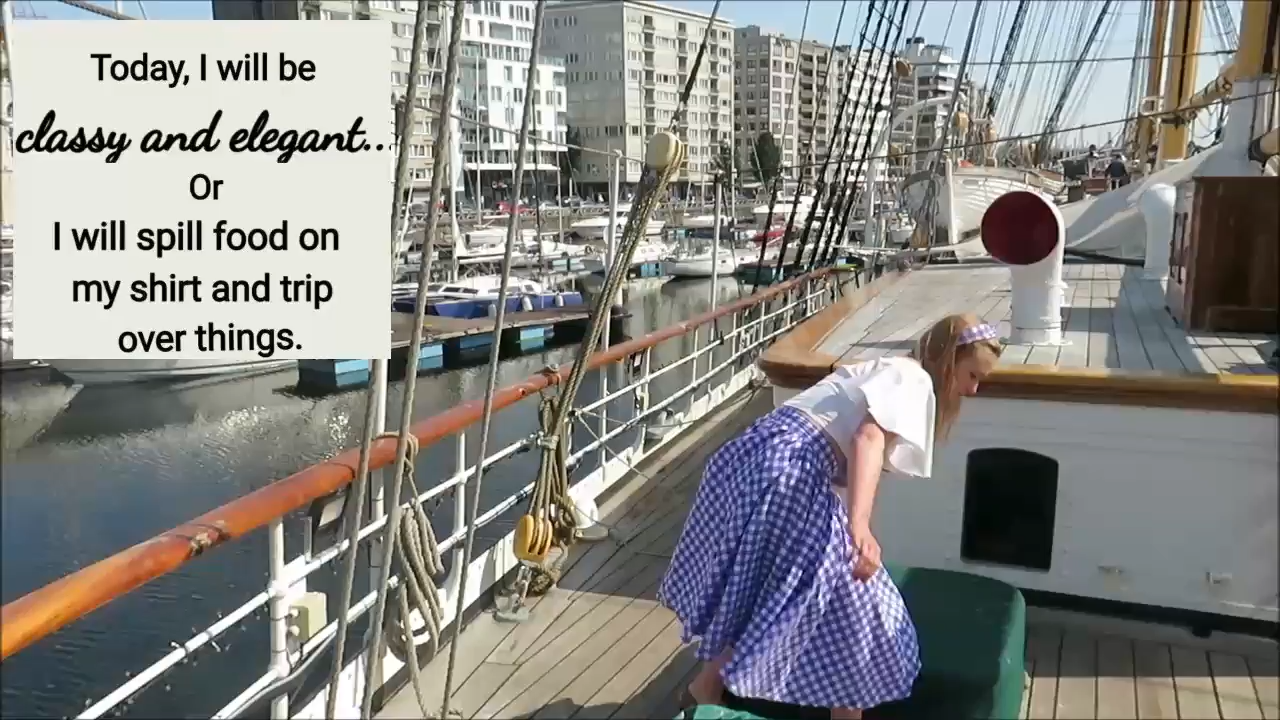 Today, I will be
classy and elegant..
Or
I will spill food on
my shirt and trip
over things.